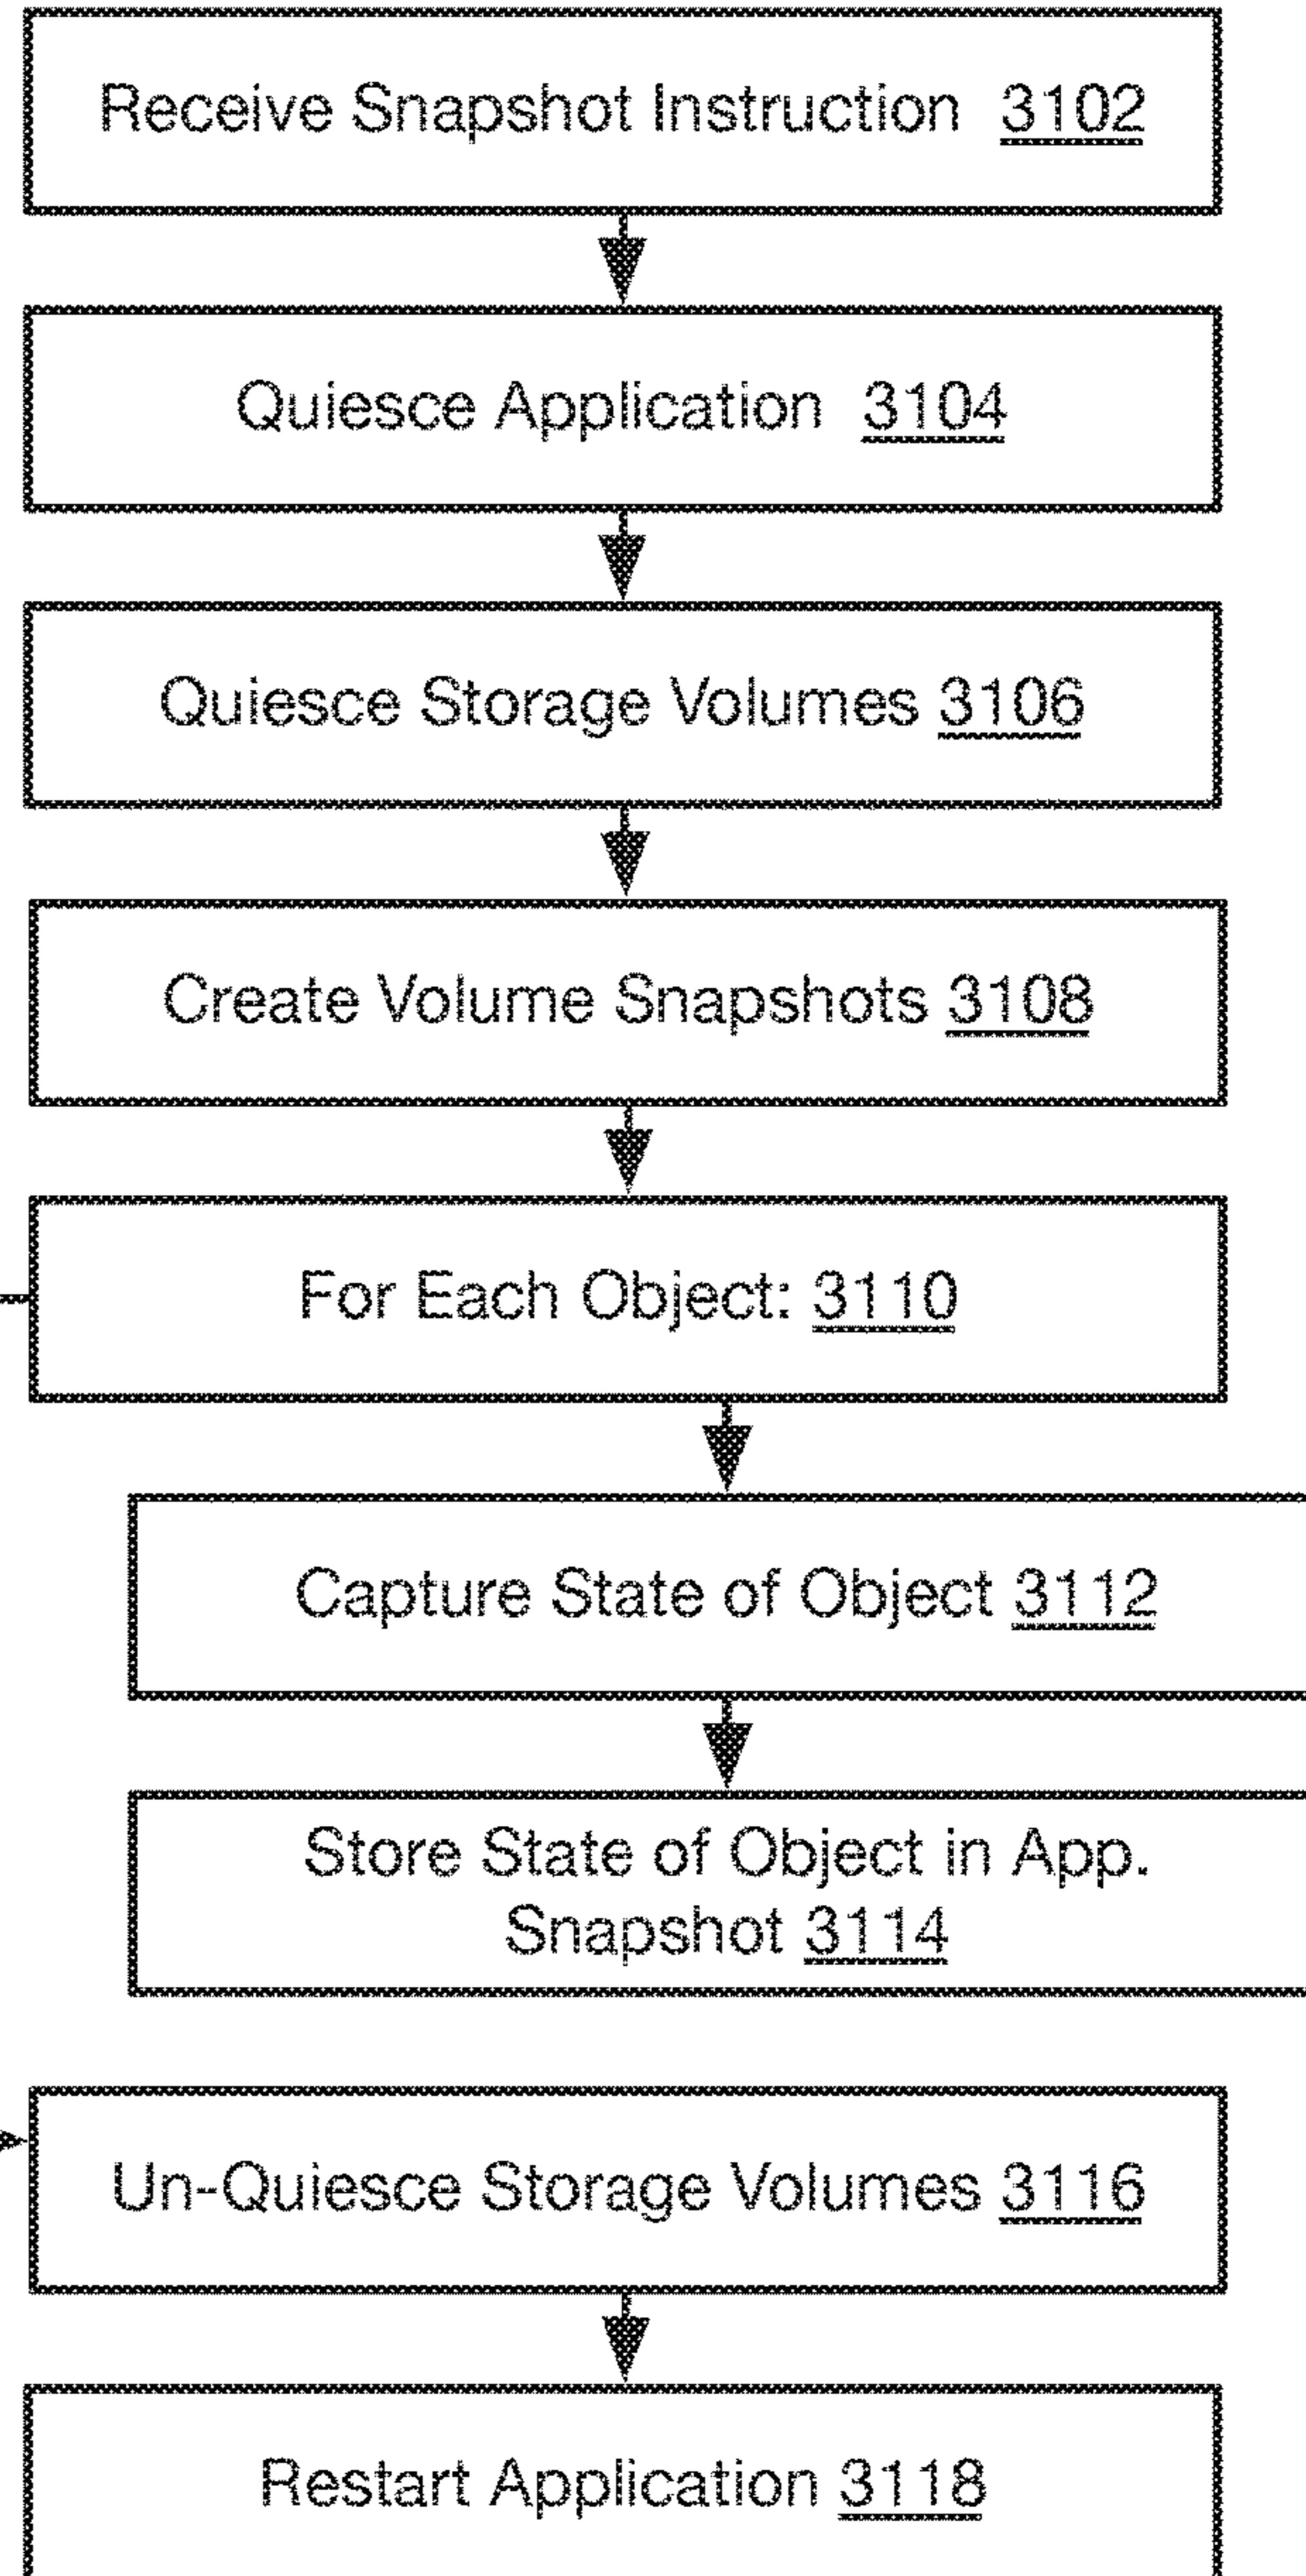 Receive Snapshot Instruction 3102
Quiesce Application 3104
Quiesce Storage Volumes 3106
Create Volume Snapshots 3108
For Each Object: 3110
Capture State of Object 3112
Store State of Object in App.
Snapshot 3114
Un-Quiesce Storage Volumes 3116
Restart Application 3118